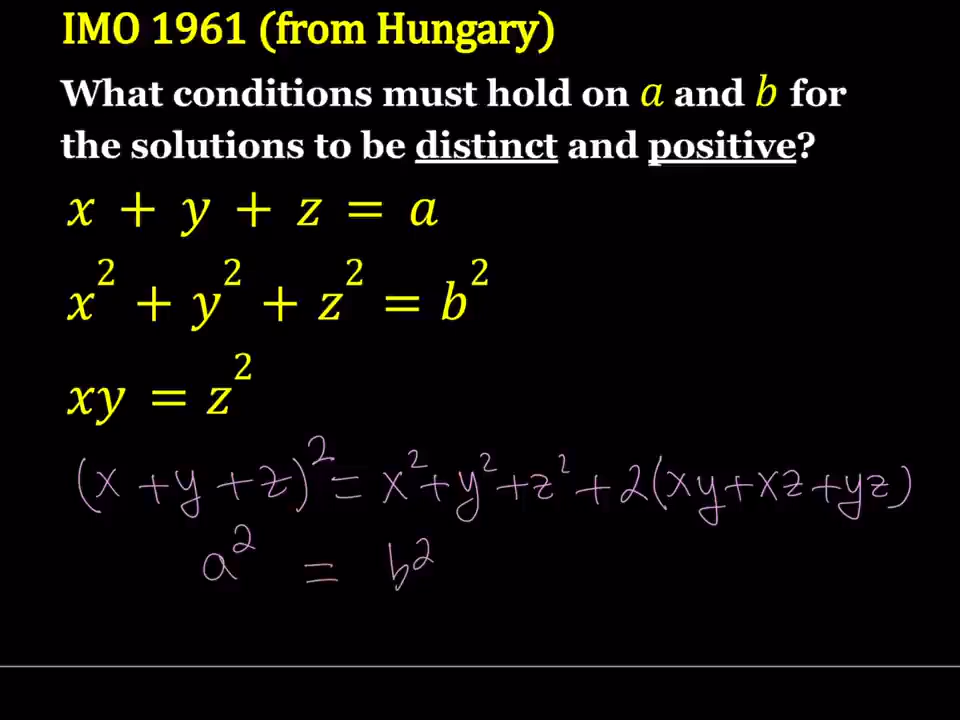 IMO 1961 (from Hungary)
What conditions must hold on a and b for
the solutions to be distinct and positive?
x + y + z = a
x² + y² + z² = b²
xy = z²
(x + y + z)² = x² + y² + z² + 2(xy + xz + yz)
a² = b²